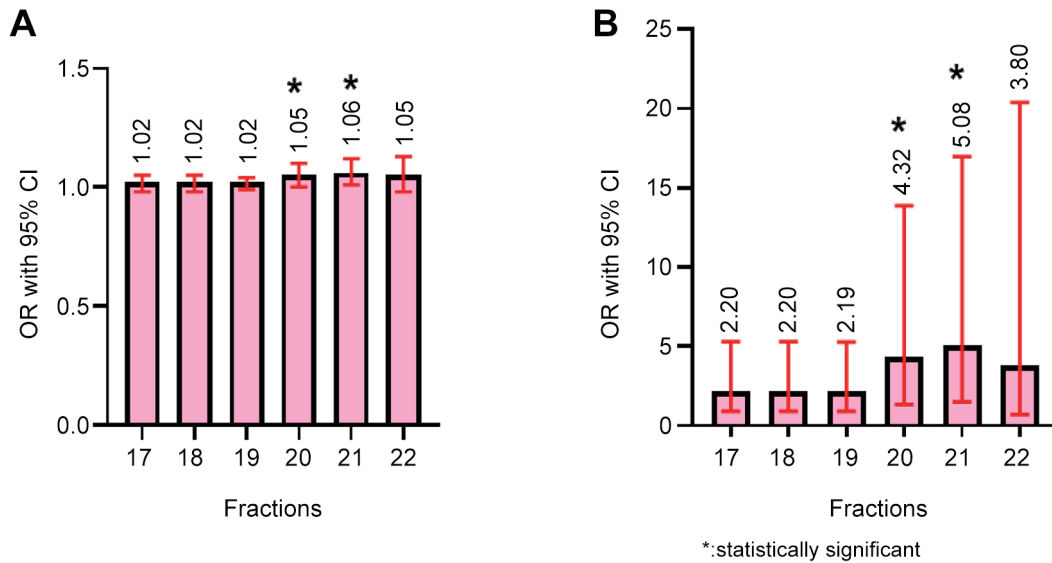 A
OR with 95% CI
1.5
1.0
0.5
0.0
1.02
1.02
1.02
*
1.05
*
1.06
1.05
17 18 19 20 21 22
Fractions
B
OR with 95% CI
25
20
15
10
5
0
2.20
2.20
2.19
*
4.32
*
5.08
3.80
17 18 19 20 21 22
Fractions
*:statistically significant